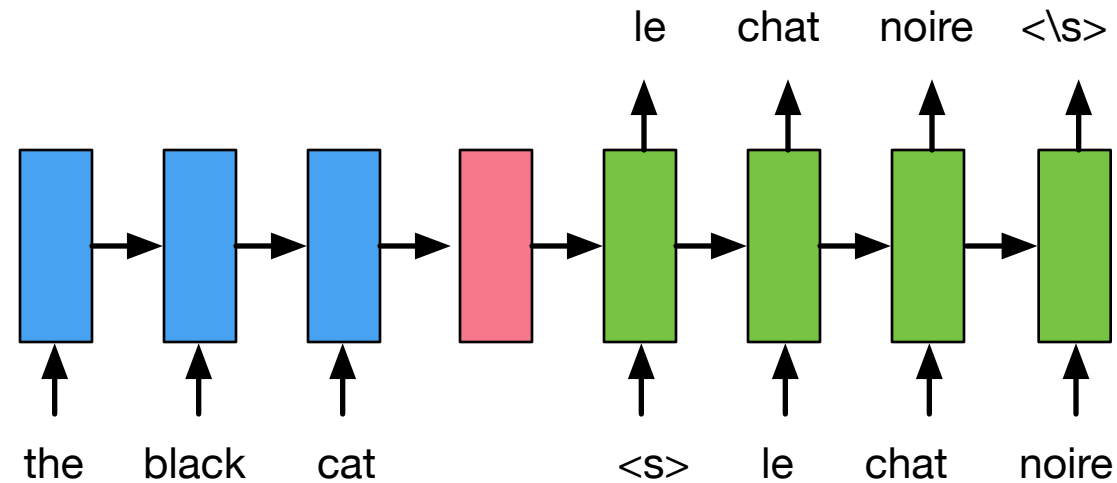 le chat noire <\s>
the black cat <s> le chat noire